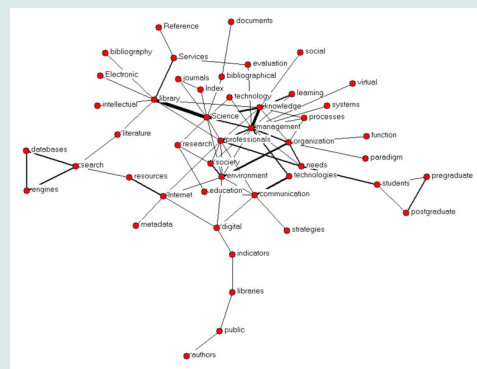 documents
Reference
bibliography
Services
social
evaluation
Electronic
journals
bibliographical
virtual
Index
technology
learning
intellectual
library
knowledge
systems
Science
processes
management
literature
professionals
organization
function
databases
research
paradigm
search
society
needs
resources
environment
technologies
students
pregraduate
engines
Internet
education
communication
postgraduate
metadata
digital
strategies
indicators
libraries
public
authors